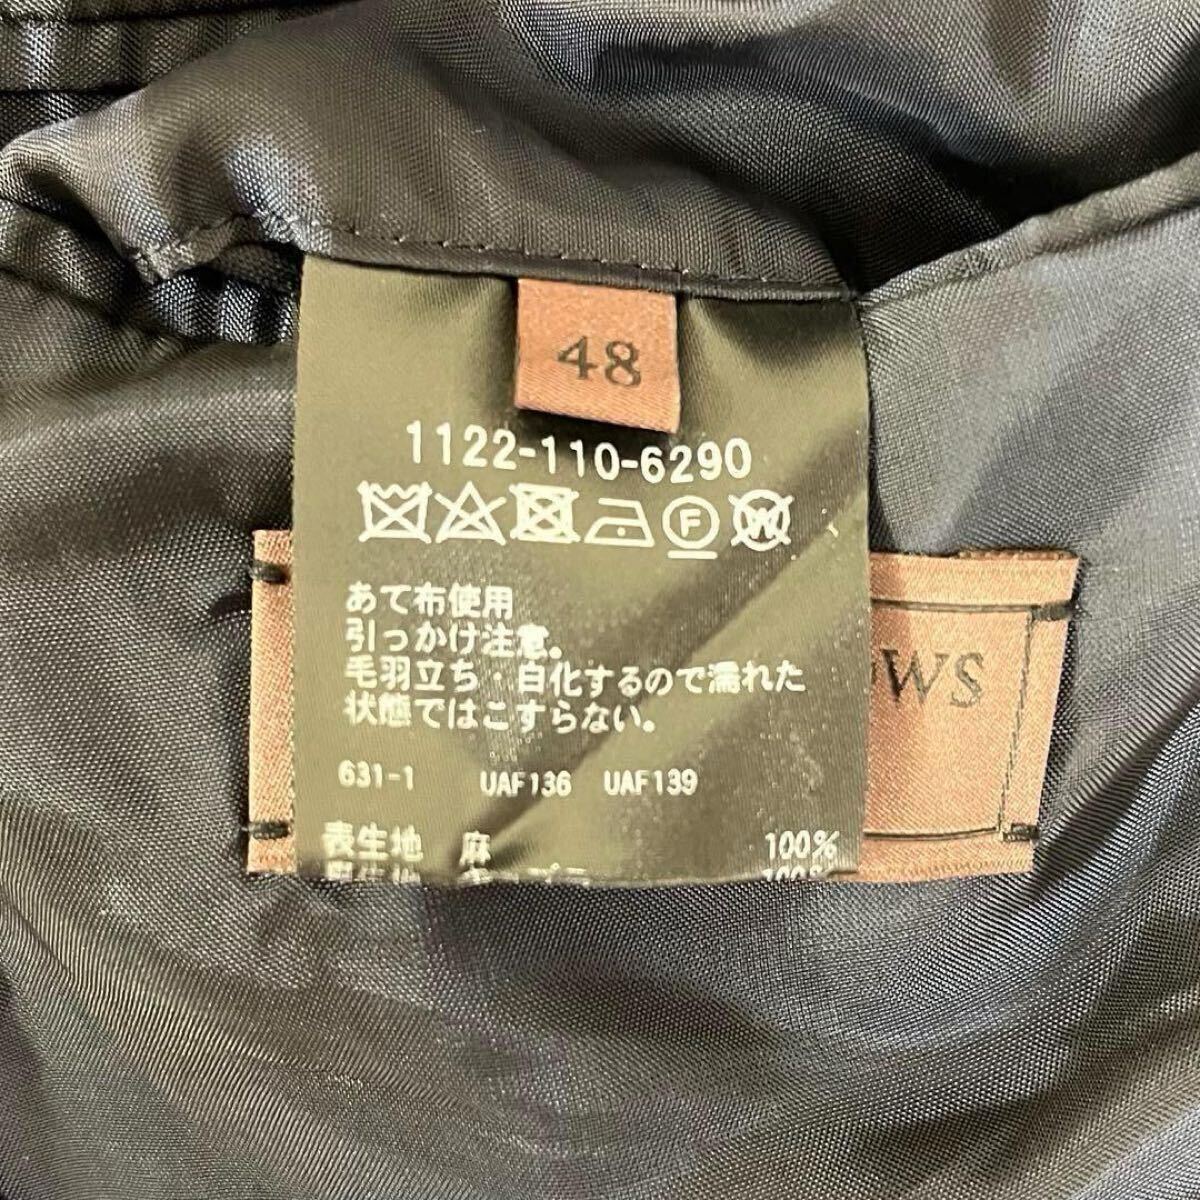 48
1122-110-6290
F W
あて布使用
引っかけ注意。
毛羽立ち・白化するので濡れた
状態ではこすらない。
631-1 UAF136 UAF139
表生地 麻 100%
100%